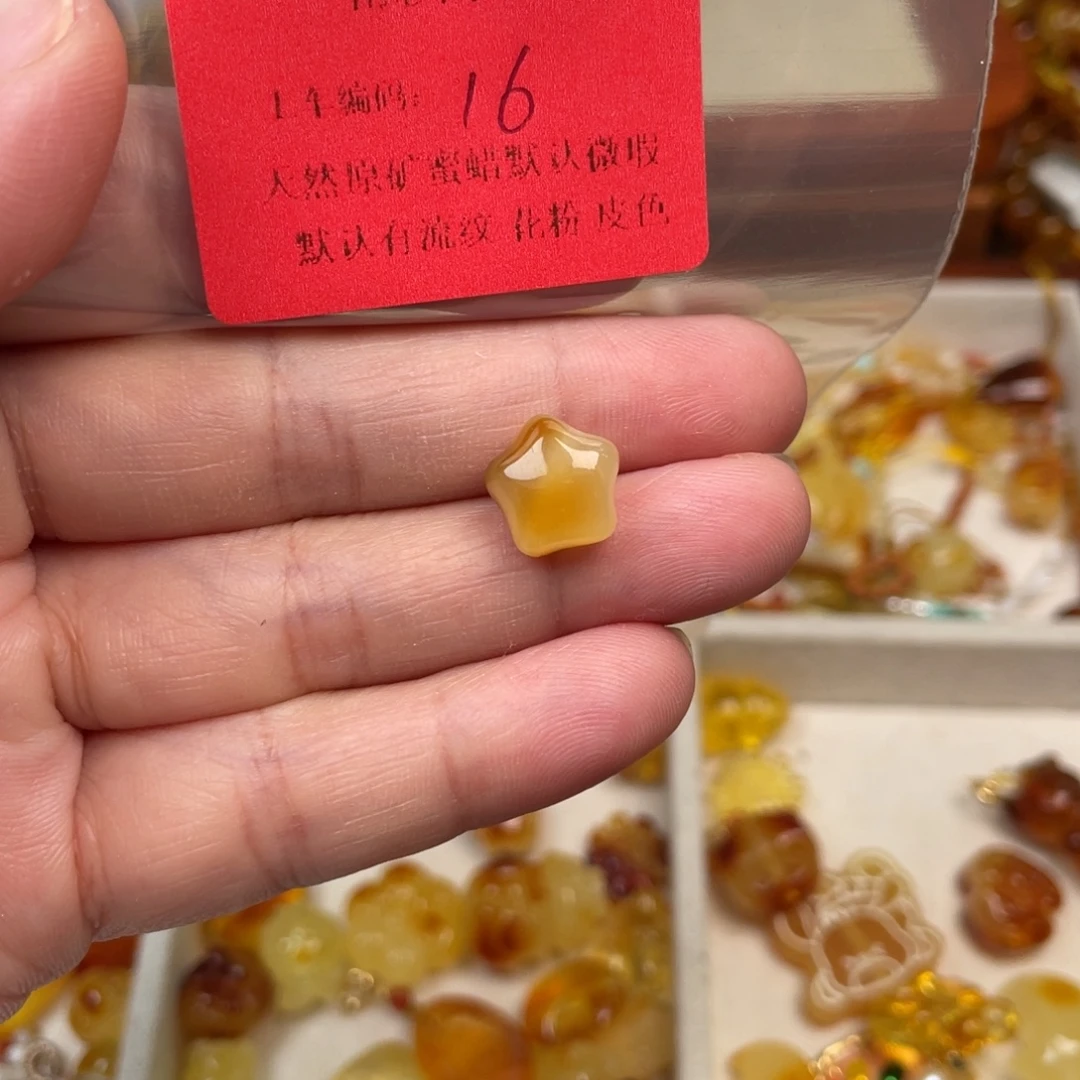 上车编码: 16
天然原矿蜜蜡默认微瑕
默认有流纹 花粉 皮色